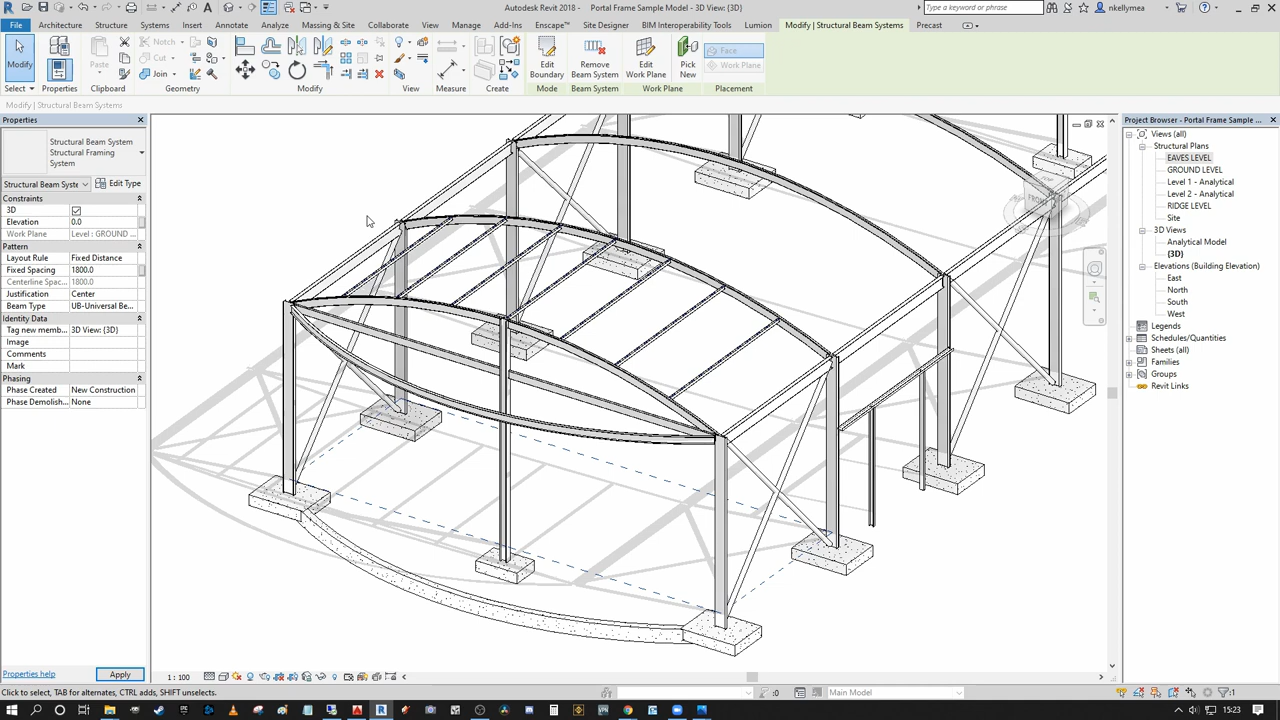 Autodesk Revit 2018 - Portal Frame Sample Model - 3D View: {3D}
Type a keyword or phrase
nkellymea
File
Architecture
Structure
Systems
Insert
Annotate
Analyze
Massing & Site
Collaborate
View
Manage
Add-Ins
Enscape™
Site Designer
BIM Interoperability Tools
Lumion
Modify | Structural Beam Systems
Precast
Modify
Properties
Paste
Notch
Cut
Join
Edit Boundary
Remove Beam System
Edit Work Plane
Pick New
Face
Work Plane
Select
Properties
Clipboard
Geometry
Modify
View
Measure
Create
Mode
Beam System
Work Plane
Placement
Modify | Structural Beam Systems
Properties
Structural Beam System
Structural Framing
System
Structural Beam Syste
Edit Type
Constraints
3D
Elevation 0.0
Work Plane Level : GROUND ...
Pattern
Layout Rule Fixed Distance
Fixed Spacing 1800.0
Centerline Spac... 1800.0
Justification Center
Beam Type UB-Universal Be...
Identity Data
Tag new memb... 3D View: {3D}
Image
Comments
Mark
Phasing
Phase Created New Construction
Phase Demolish... None
Properties help
Apply
FRONT
Project Browser - Portal Frame Sample ...
Views (all)
Structural Plans
EAVES LEVEL
GROUND LEVEL
Level 1 - Analytical
Level 2 - Analytical
RIDGE LEVEL
Site
3D Views
Analytical Model
{3D}
Elevations (Building Elevation)
East
North
South
West
Legends
Schedules/Quantities
Sheets (all)
Families
Groups
Revit Links
1 : 100
Click to select, TAB for alternates, CTRL adds, SHIFT unselects.
:0
Main Model
:1
15:23